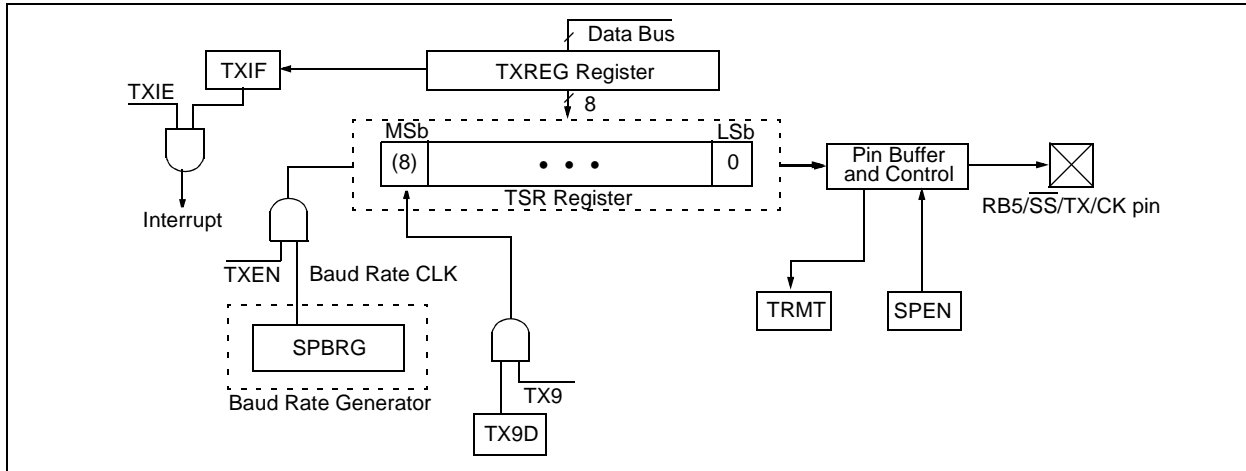 Data Bus
TXIF
TXREG Register
TXIE
8
MSb
LSb
(8)
• • •
0
Pin Buffer
and Control
TSR Register
RB5/SS/TX/CK pin
Interrupt
TXEN
Baud Rate CLK
TRMT
SPEN
SPBRG
TX9
Baud Rate Generator
TX9D